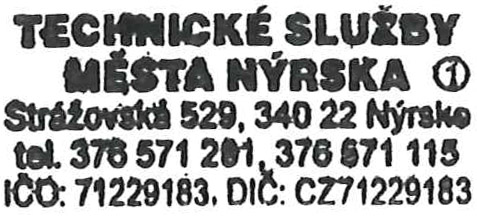 TECHNICKÉ SLUŽBY
MĚSTA NÝRSKA ①
Strážovská 529, 340 22 Nýrsko
tel. 376 571 201, 376 571 115
IČO: 71229183, DIČ: CZ71229183